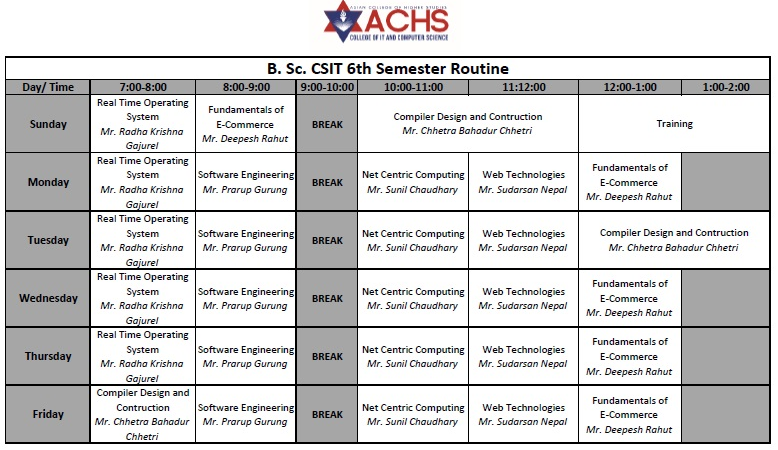 ASIAN COLLEGE OF HIGHER STUDIES
ACHS
COLLEGE OF IT AND COMPUTER SCIENCE
B. Sc. CSIT 6th Semester Routine
Day/ Time 7:00-8:00 8:00-9:00 9:00-10:00 10:00-11:00 11:12:00 12:00-1:00 1:00-2:00
Sunday
Real Time Operating
System
Mr. Radha Krishna
Gajurel
Fundamentals of
E-Commerce
Mr. Deepesh Rahut
BREAK
Compiler Design and Contruction
Mr. Chhetra Bahadur Chhetri
Training
Monday
Real Time Operating
System
Mr. Radha Krishna
Gajurel
Software Engineering
Mr. Prarup Gurung
BREAK
Net Centric Computing
Mr. Sunil Chaudhary
Web Technologies
Mr. Sudarsan Nepal
Fundamentals of
E-Commerce
Mr. Deepesh Rahut
Tuesday
Real Time Operating
System
Mr. Radha Krishna
Gajurel
Software Engineering
Mr. Prarup Gurung
BREAK
Net Centric Computing
Mr. Sunil Chaudhary
Web Technologies
Mr. Sudarsan Nepal
Compiler Design and Contruction
Mr. Chhetra Bahadur Chhetri
Wednesday
Real Time Operating
System
Mr. Radha Krishna
Gajurel
Software Engineering
Mr. Prarup Gurung
BREAK
Net Centric Computing
Mr. Sunil Chaudhary
Web Technologies
Mr. Sudarsan Nepal
Fundamentals of
E-Commerce
Mr. Deepesh Rahut
Thursday
Real Time Operating
System
Mr. Radha Krishna
Gajurel
Software Engineering
Mr. Prarup Gurung
BREAK
Net Centric Computing
Mr. Sunil Chaudhary
Web Technologies
Mr. Sudarsan Nepal
Fundamentals of
E-Commerce
Mr. Deepesh Rahut
Friday
Compiler Design and
Contruction
Mr. Chhetra Bahadur
Chhetri
Software Engineering
Mr. Prarup Gurung
BREAK
Net Centric Computing
Mr. Sunil Chaudhary
Web Technologies
Mr. Sudarsan Nepal
Fundamentals of
E-Commerce
Mr. Deepesh Rahut